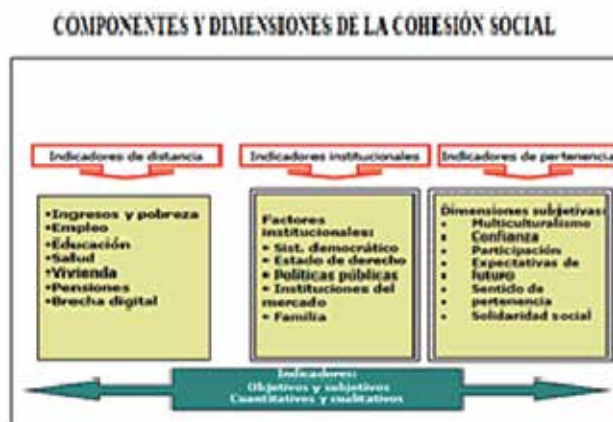 COMPONENTES Y DIMENSIONES DE LA COHESIÓN SOCIAL
Indicadores de distancia
Indicadores institucionales
Indicadores de pertenencia
•Ingresos y pobreza
•Empleo
•Educación
•Salud
•Vivienda
•Pensiones
•Brecha digital
Factores
institucionales:
• Sist. democrático
• Estado de derecho
• Políticas públicas
• Instituciones del
mercado
• Familia
Dimensiones subjetivas:
• Multiculturalismo
• Confianza
• Participación
• Expectativas de
• futuro
• Sentido de
• pertenencia
• Solidaridad social
Indicadores:
Objetivos y subjetivos
Cuantitativos y cualitativos